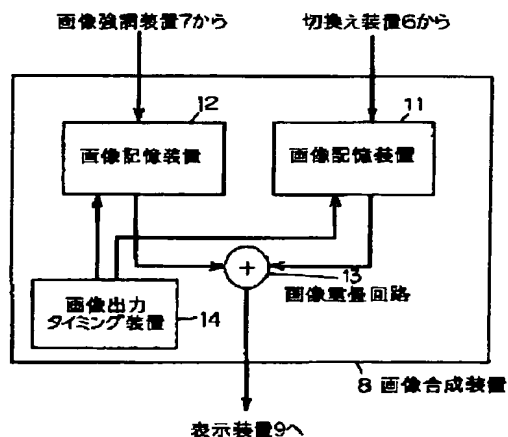 画像強調装置7から
切換え装置6から
12
11
画像記憶装置
画像記憶装置
13
画像重畳回路
画像出力
タイミング装置
14
8 画像合成装置
表示装置9へ